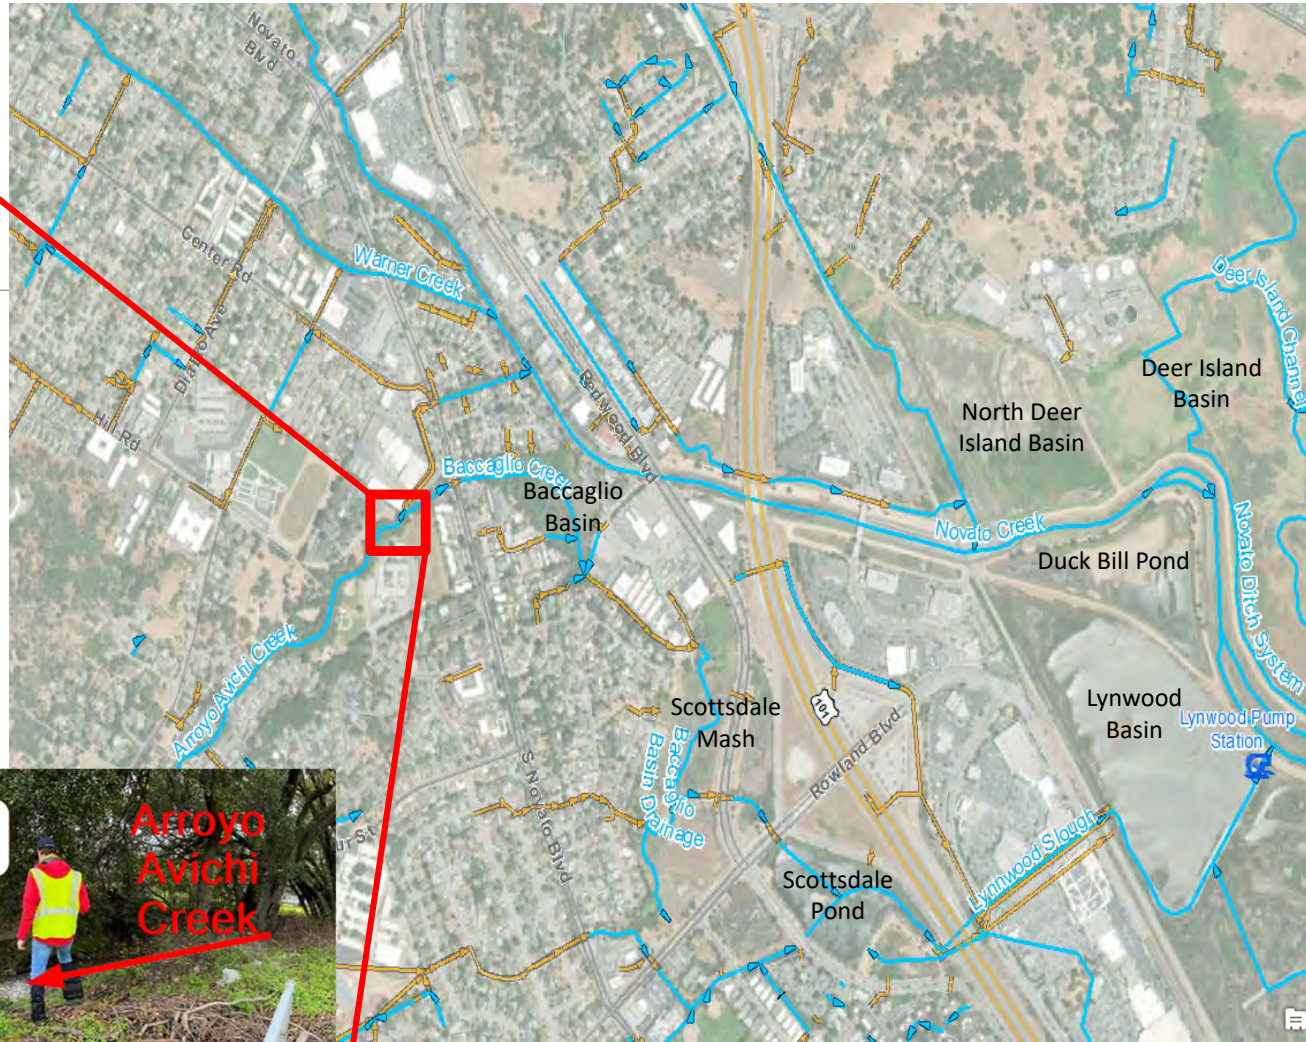 Novato
Blvd
Center Rd
Warner Creek
Diablo Ave
Hill Rd
Redwood Blvd
Deer Island Channel
Deer Island
Basin
North Deer
Island Basin
Baccaglio Creek
Baccaglio
Basin
Novato Creek
Duck Bill Pond
Novato Ditch System
Arroyo Avichi Creek
Scottsdale
Mash
101
Rowland Blvd
Lynwood
Basin
Lynwood Pump
Station
Baccaglio
Basin Drainage
S Novato Blvd
ur St
Lynnwood Slough
Scottsdale
Pond
Arroyo
Avichi
Creek